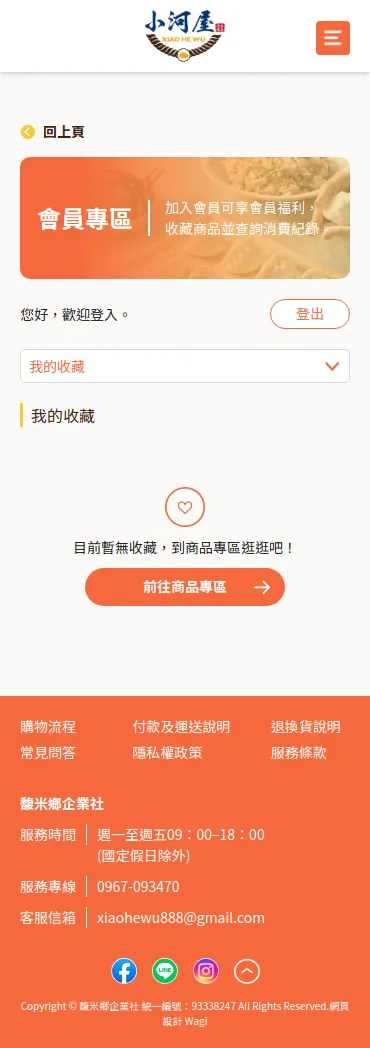 小河屋
XIAO HE WU
回上頁
會員專區
加入會員可享會員福利，
收藏商品並查詢消費紀錄。
您好，歡迎登入。
登出
我的收藏
我的收藏
目前暫無收藏，到商品專區逛逛吧！
前往商品專區
購物流程 付款及運送說明 退換貨說明
常見問答 隱私權政策 服務條款
馥米鄉企業社
服務時間 週一至週五09：00–18：00
(國定假日除外)
服務專線 0967-093470
客服信箱 xiaohewu888@gmail.com
LINE
Copyright © 馥米鄉企業社 統一編號：93338247 All Rights Reserved.網頁
設計 Wagi